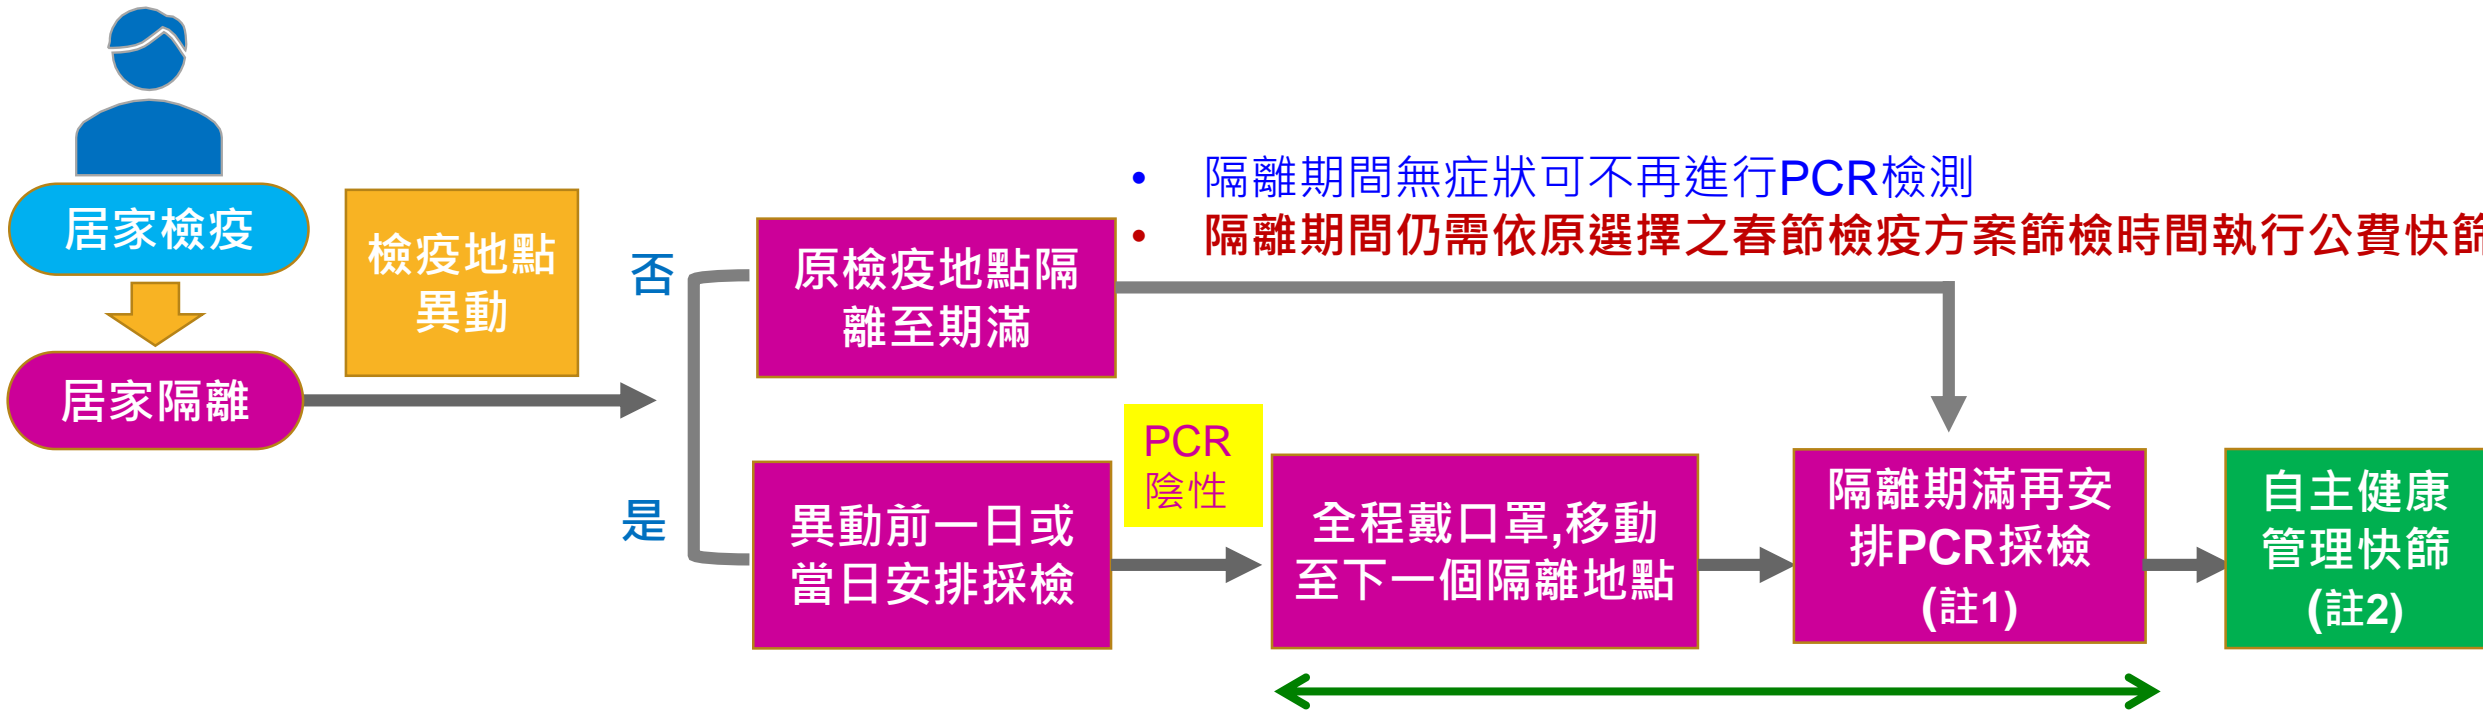 居家檢疫
居家隔離
檢疫地點
異動
否
是
• 隔離期間無症狀可不再進行PCR檢測
• 隔離期間仍需依原選擇之春節檢疫方案篩檢時間執行公費快篩
原檢疫地點隔
離至期滿
異動前一日或
當日安排採檢
PCR
陰性
全程戴口罩,移動
至下一個隔離地點
隔離期滿再安
排PCR採檢
(註1)
自主健康
管理快篩
(註2)